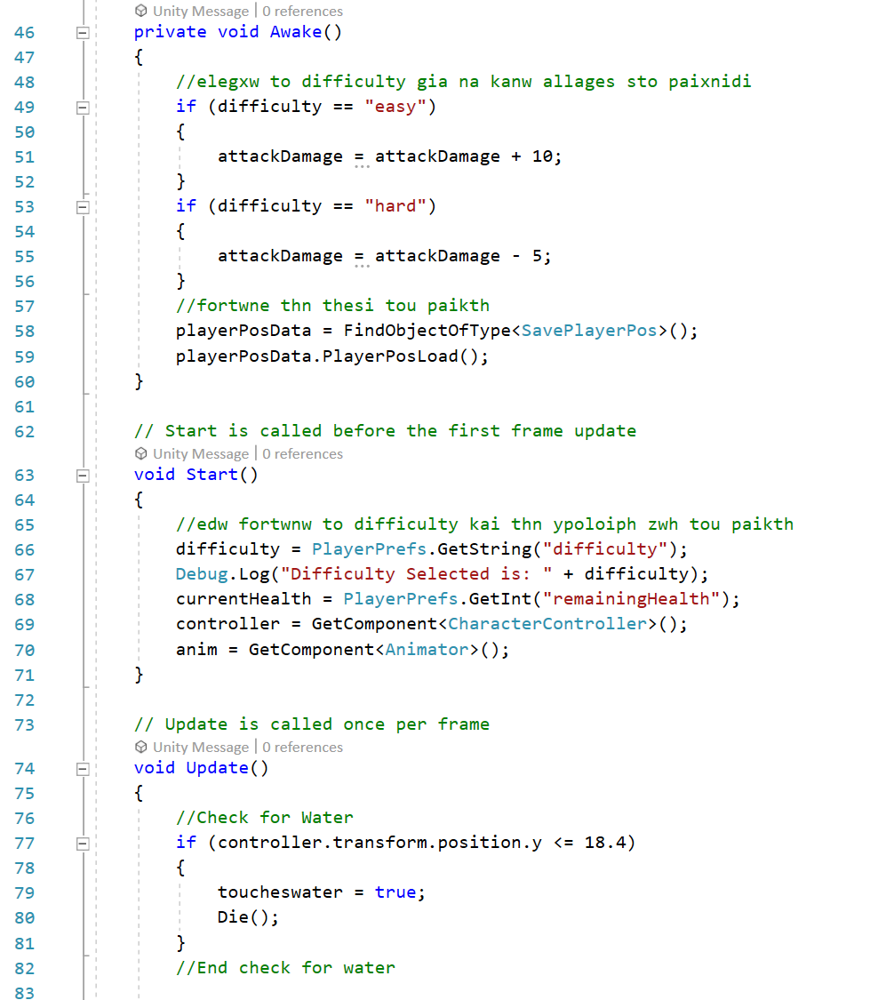 Unity Message | 0 references
46 private void Awake()
47 {
48 //elegxw to difficulty gia na kanw allages sto paixnidi
49 if (difficulty == "easy")
50 {
51 attackDamage = attackDamage + 10;
52 }
53 if (difficulty == "hard")
54 {
55 attackDamage = attackDamage - 5;
56 }
57 //fortwne thn thesi tou paikth
58 playerPosData = FindObjectOfType<SavePlayerPos>();
59 playerPosData.PlayerPosLoad();
60 }
61
62 // Start is called before the first frame update
Unity Message | 0 references
63 void Start()
64 {
65 //edw fortwnw to difficulty kai thn ypoloiph zwh tou paikth
66 difficulty = PlayerPrefs.GetString("difficulty");
67 Debug.Log("Difficulty Selected is: " + difficulty);
68 currentHealth = PlayerPrefs.GetInt("remainingHealth");
69 controller = GetComponent<CharacterController>();
70 anim = GetComponent<Animator>();
71 }
72
73 // Update is called once per frame
Unity Message | 0 references
74 void Update()
75 {
76 //Check for Water
77 if (controller.transform.position.y <= 18.4)
78 {
79 toucheswater = true;
80 Die();
81 }
82 //End check for water
83